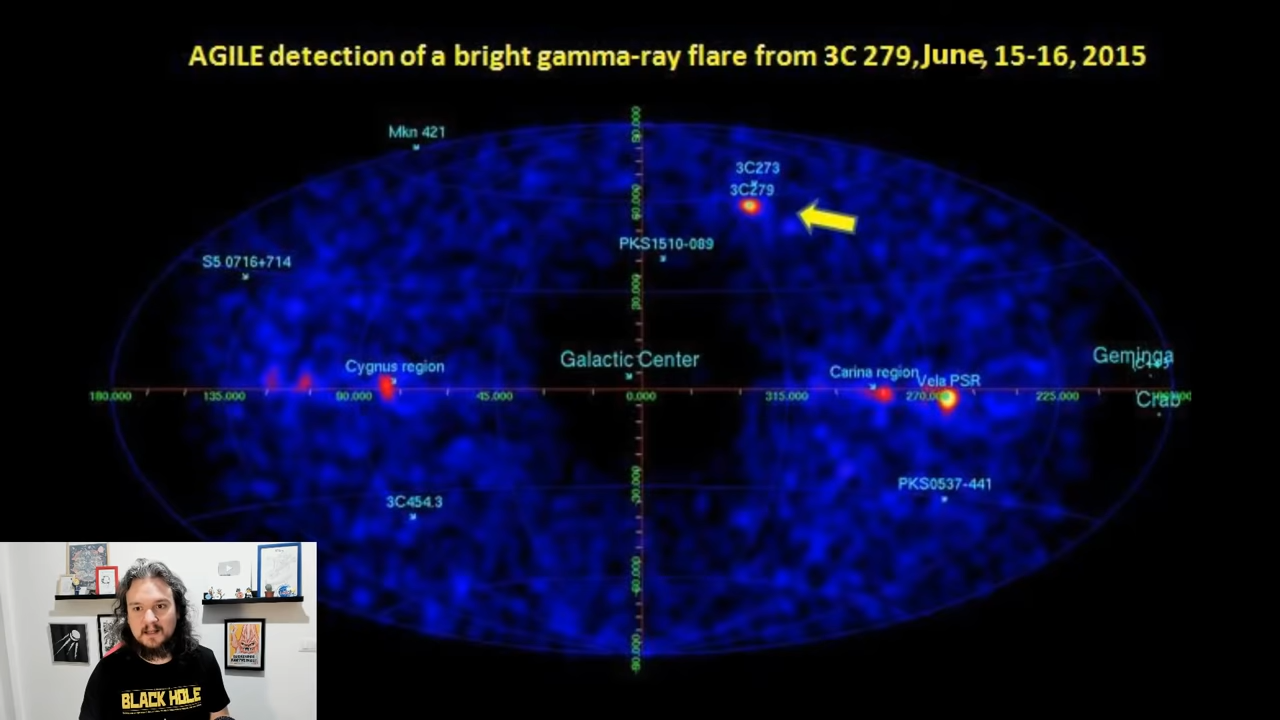 AGILE detection of a bright gamma-ray flare from 3C 279, June, 15-16, 2015
Mkn 421
3C273
3C279
PKS1510-089
S5 0716+714
Galactic Center
Geminga
Cygnus region
Carina region
Vela PSR
180.000
135.000
90.000
45.000
0.000
315.000
270.000
225.000
Crab
PKS0537-441
3C454.3
BLACK HOLE